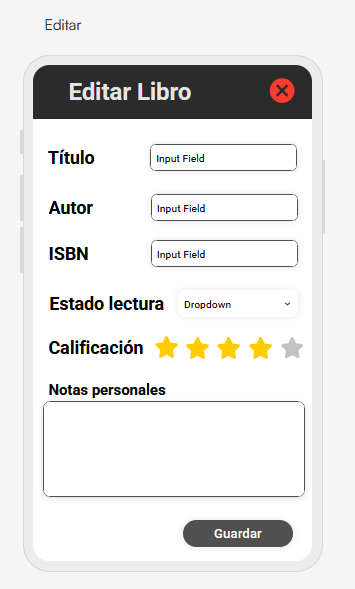 Editar
Editar Libro
Título
Input Field
Autor
Input Field
ISBN
Input Field
Estado lectura
Dropdown
Calificación
Notas personales
Guardar